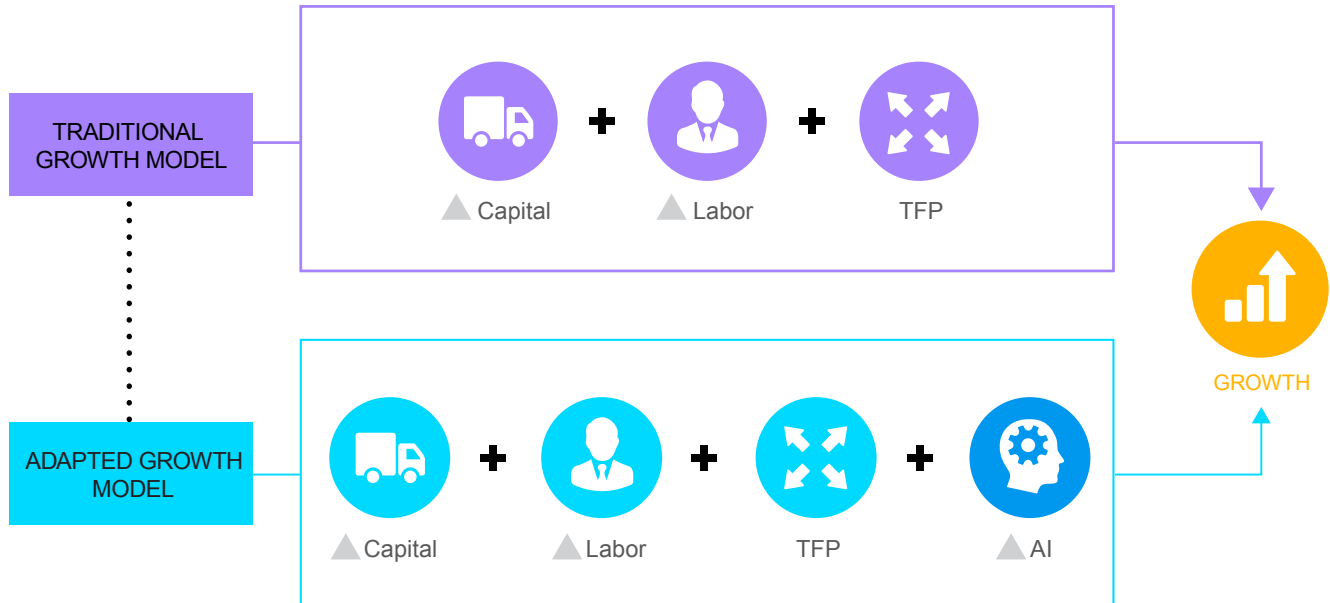 TRADITIONAL
GROWTH MODEL
Capital
Labor
TFP
GROWTH
ADAPTED GROWTH
MODEL
Capital
Labor
TFP
AI